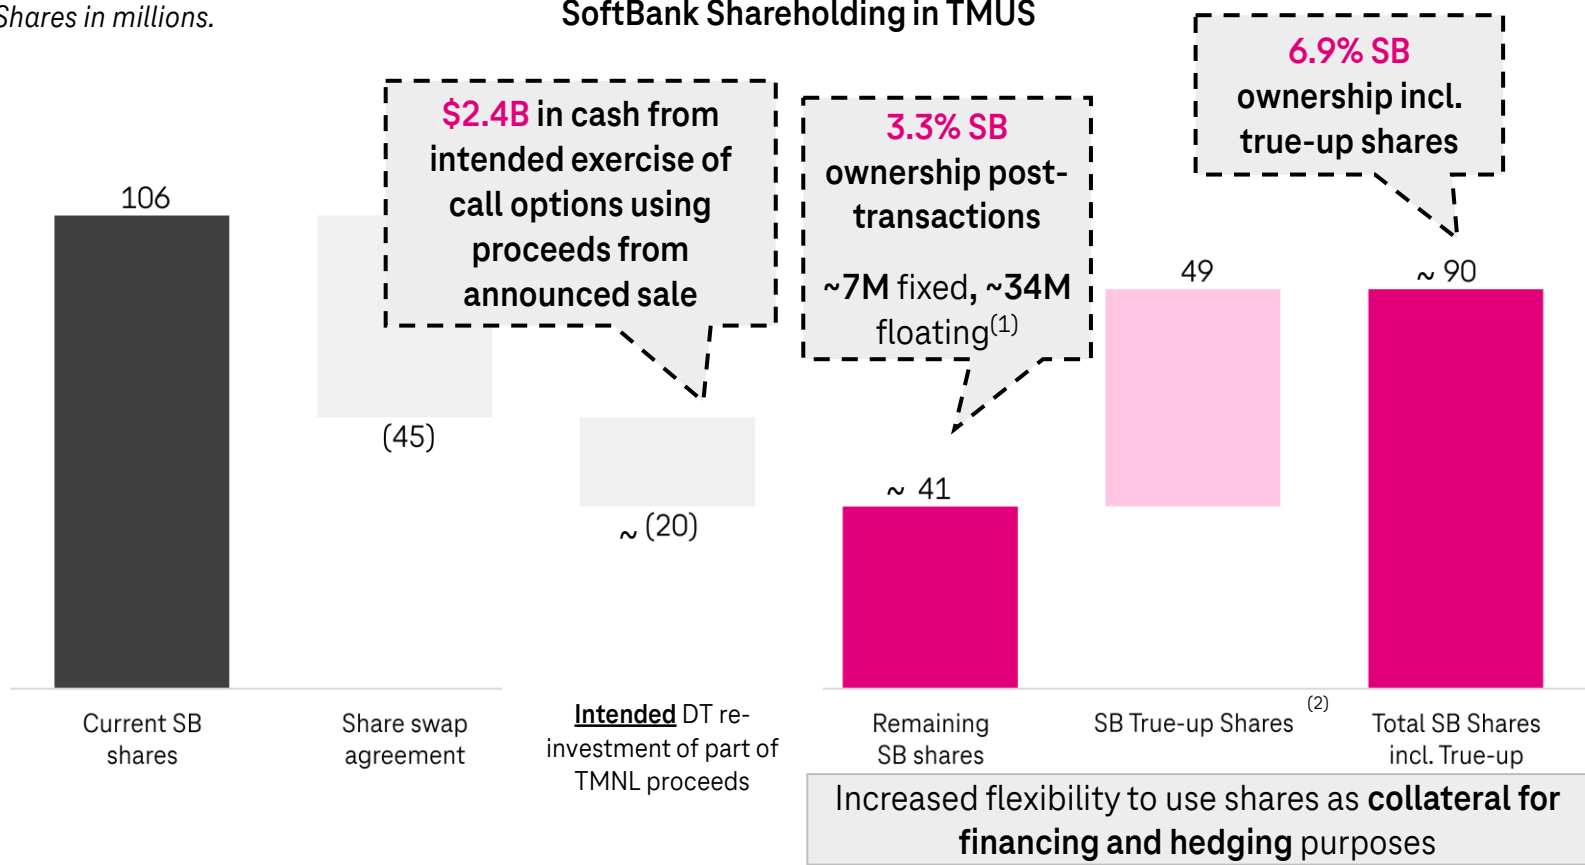 Shares in millions.
SoftBank Shareholding in TMUS
$2.4B in cash from
intended exercise of
call options using
proceeds from
announced sale
3.3% SB
ownership post-
transactions
~7M fixed, ~34M
floating(1)
6.9% SB
ownership incl.
true-up shares
106
(45)
~ (20)
~ 41
49
~ 90
Current SB
shares
Share swap
agreement
Intended DT re-
investment of part of
TMNL proceeds
Remaining
SB shares
SB True-up Shares (2)
Total SB Shares
incl. True-up
Increased flexibility to use shares as collateral for
financing and hedging purposes